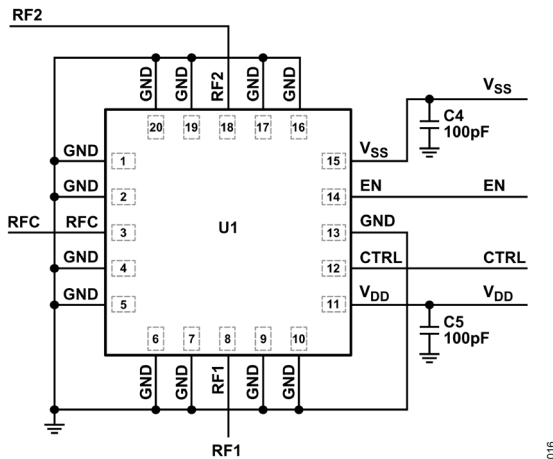 RF2
GND
GND
RF2
GND
GND
20
19
18
17
16
VSS
C4
100pF
GND
1
15
VSS
GND
2
14
EN
EN
RFC
RFC
3
U1
13
GND
GND
4
12
CTRL
CTRL
GND
5
11
VDD
VDD
C5
100pF
6
7
8
9
10
GND
GND
RF1
GND
GND
RF1
016